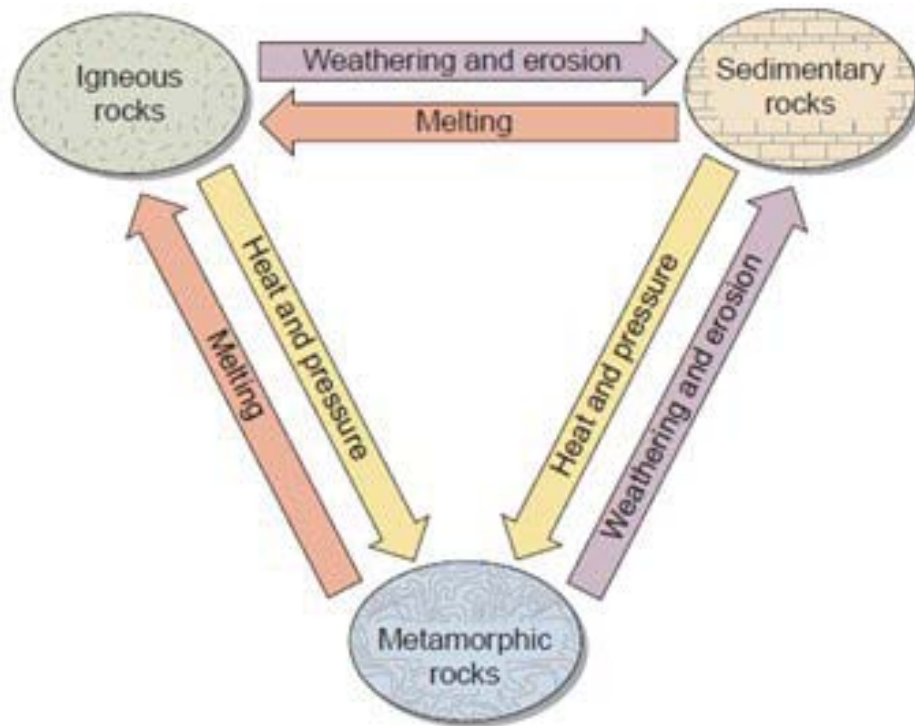 Igneous
rocks
Weathering and erosion
Sedimentary
rocks
Melting
Melting
Heat and pressure
Heat and pressure
Weathering and erosion
Metamorphic
rocks